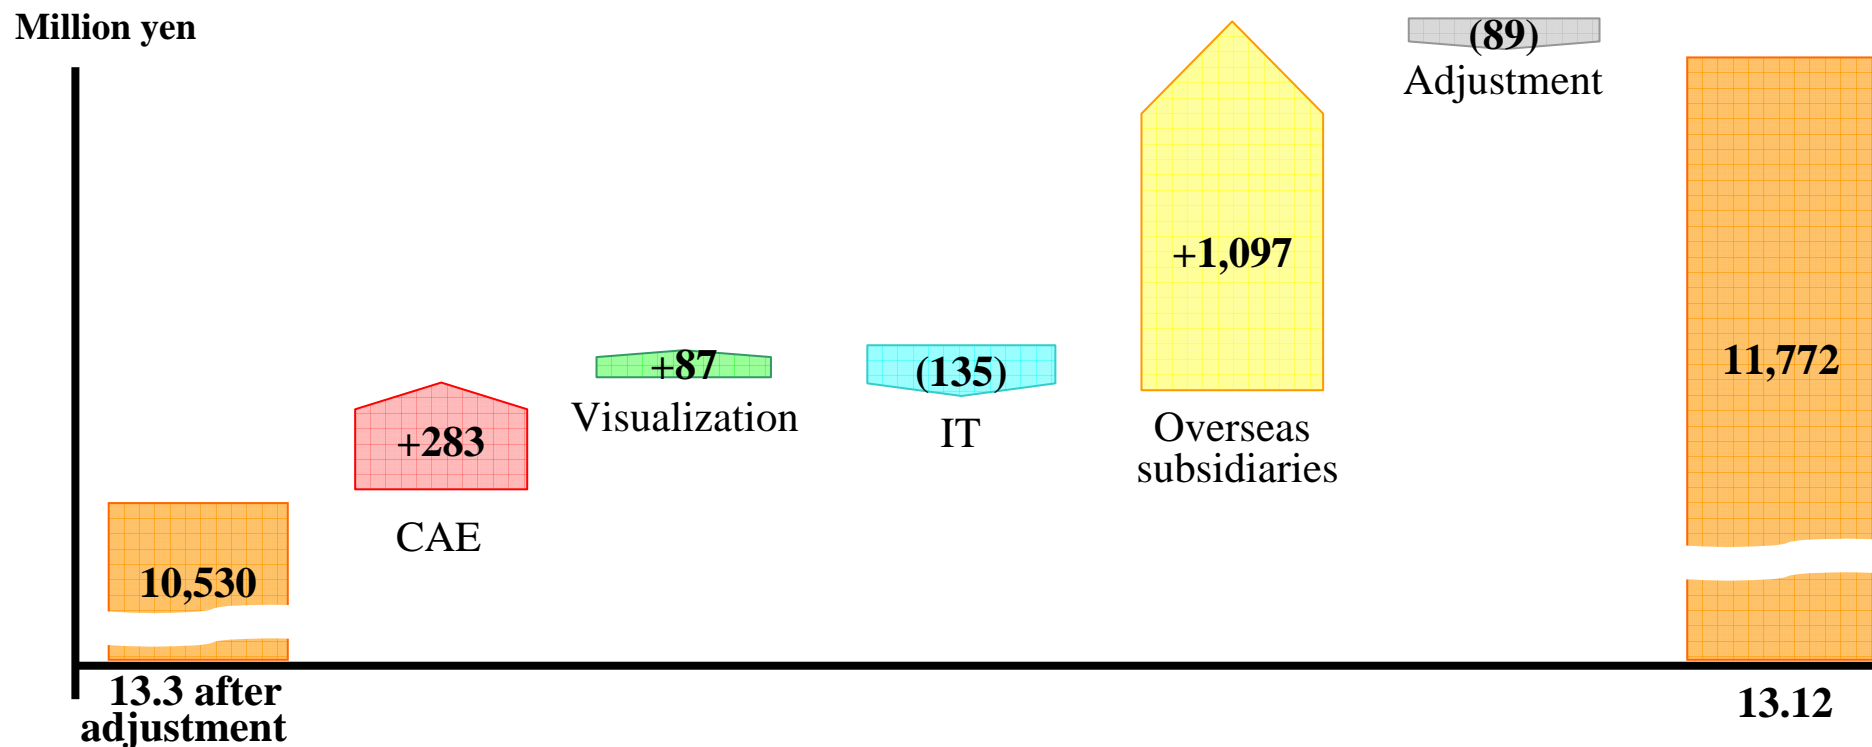 Million yen
(89)
Adjustment
+1,097
+87
11,772
(135)
Visualization
+283
IT
Overseas
subsidiaries
CAE
10,530
13.3 after
adjustment
13.12